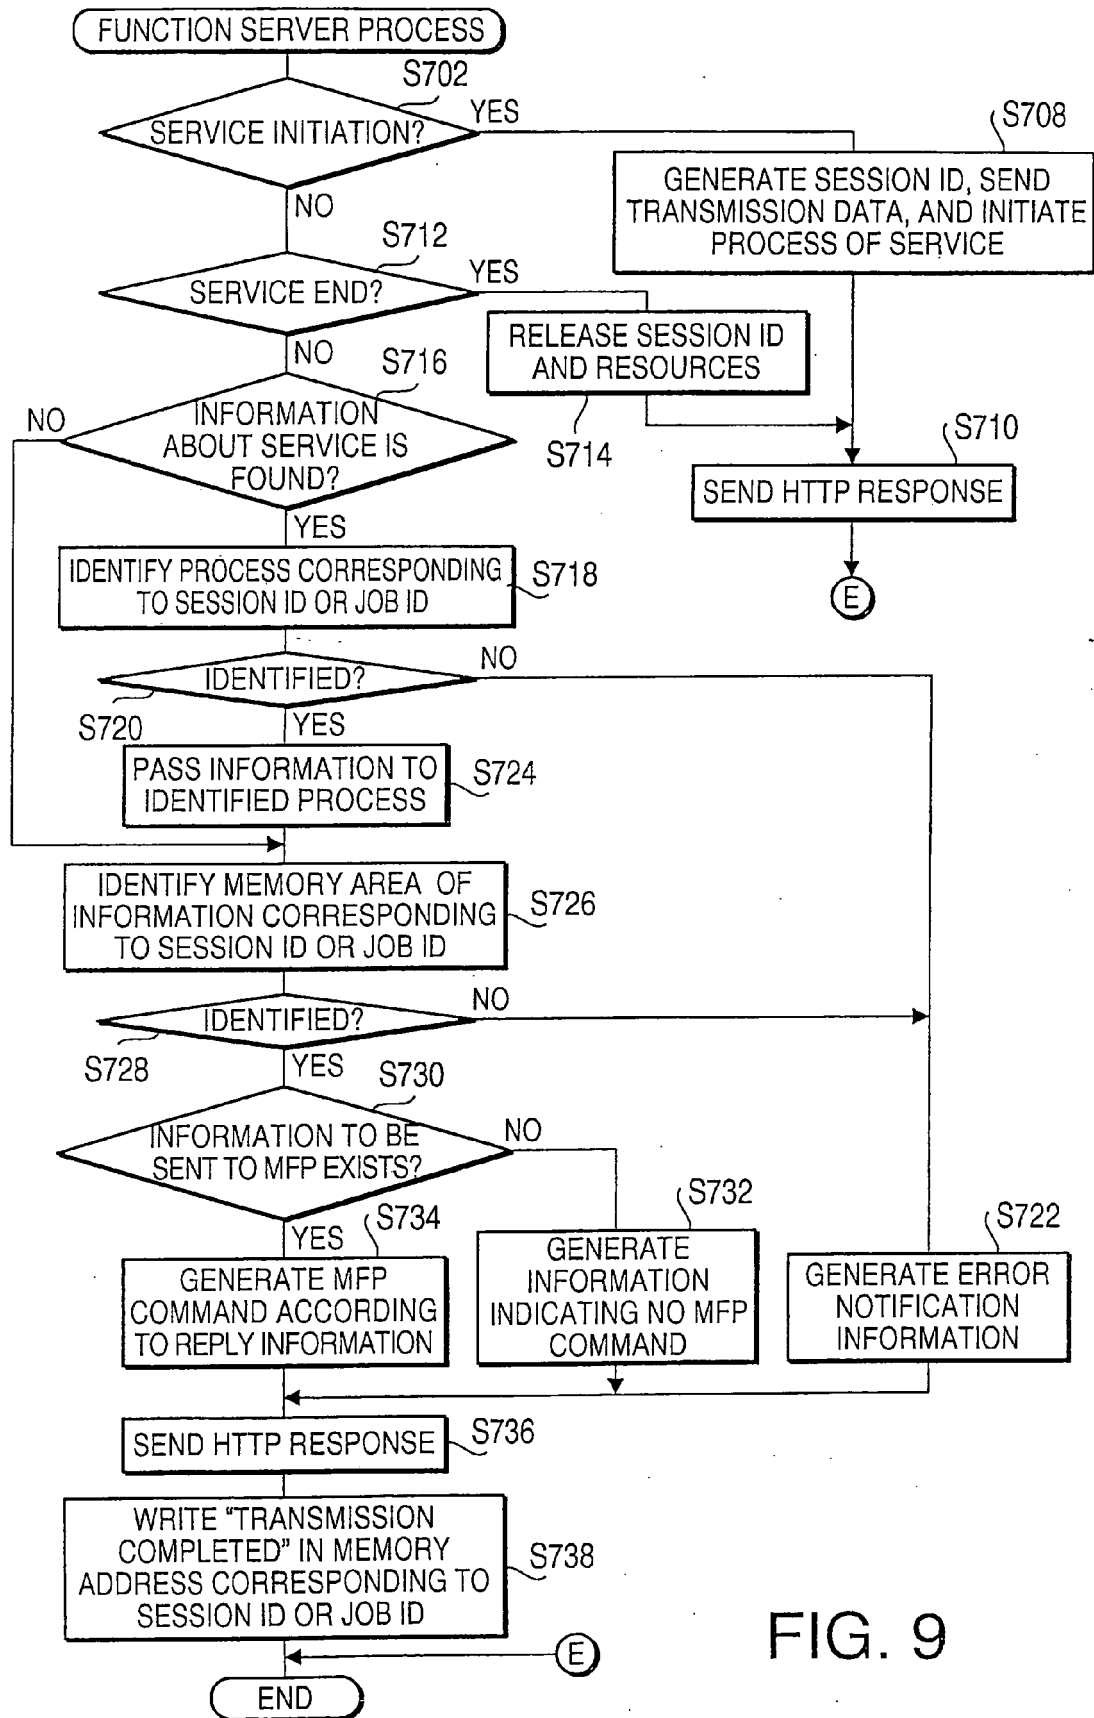 FUNCTION SERVER PROCESS
S702
SERVICE INITIATION?
YES
NO
S708
GENERATE SESSION ID, SEND
TRANSMISSION DATA, AND INITIATE
PROCESS OF SERVICE
S712
SERVICE END?
YES
NO
RELEASE SESSION ID
AND RESOURCES
S714
S716
INFORMATION
ABOUT SERVICE IS
FOUND?
NO
YES
S710
SEND HTTP RESPONSE
E
IDENTIFY PROCESS CORRESPONDING
TO SESSION ID OR JOB ID
S718
IDENTIFIED?
NO
S720
YES
PASS INFORMATION TO
IDENTIFIED PROCESS
S724
IDENTIFY MEMORY AREA OF
INFORMATION CORRESPONDING
TO SESSION ID OR JOB ID
S726
IDENTIFIED?
NO
S728
YES
S730
INFORMATION TO BE
SENT TO MFP EXISTS?
NO
YES
S734
GENERATE MFP
COMMAND ACCORDING
TO REPLY INFORMATION
S732
GENERATE
INFORMATION
INDICATING NO MFP
COMMAND
S722
GENERATE ERROR
NOTIFICATION
INFORMATION
SEND HTTP RESPONSE
S736
WRITE “TRANSMISSION
COMPLETED” IN MEMORY
ADDRESS CORRESPONDING TO
SESSION ID OR JOB ID
S738
E
END
FIG. 9